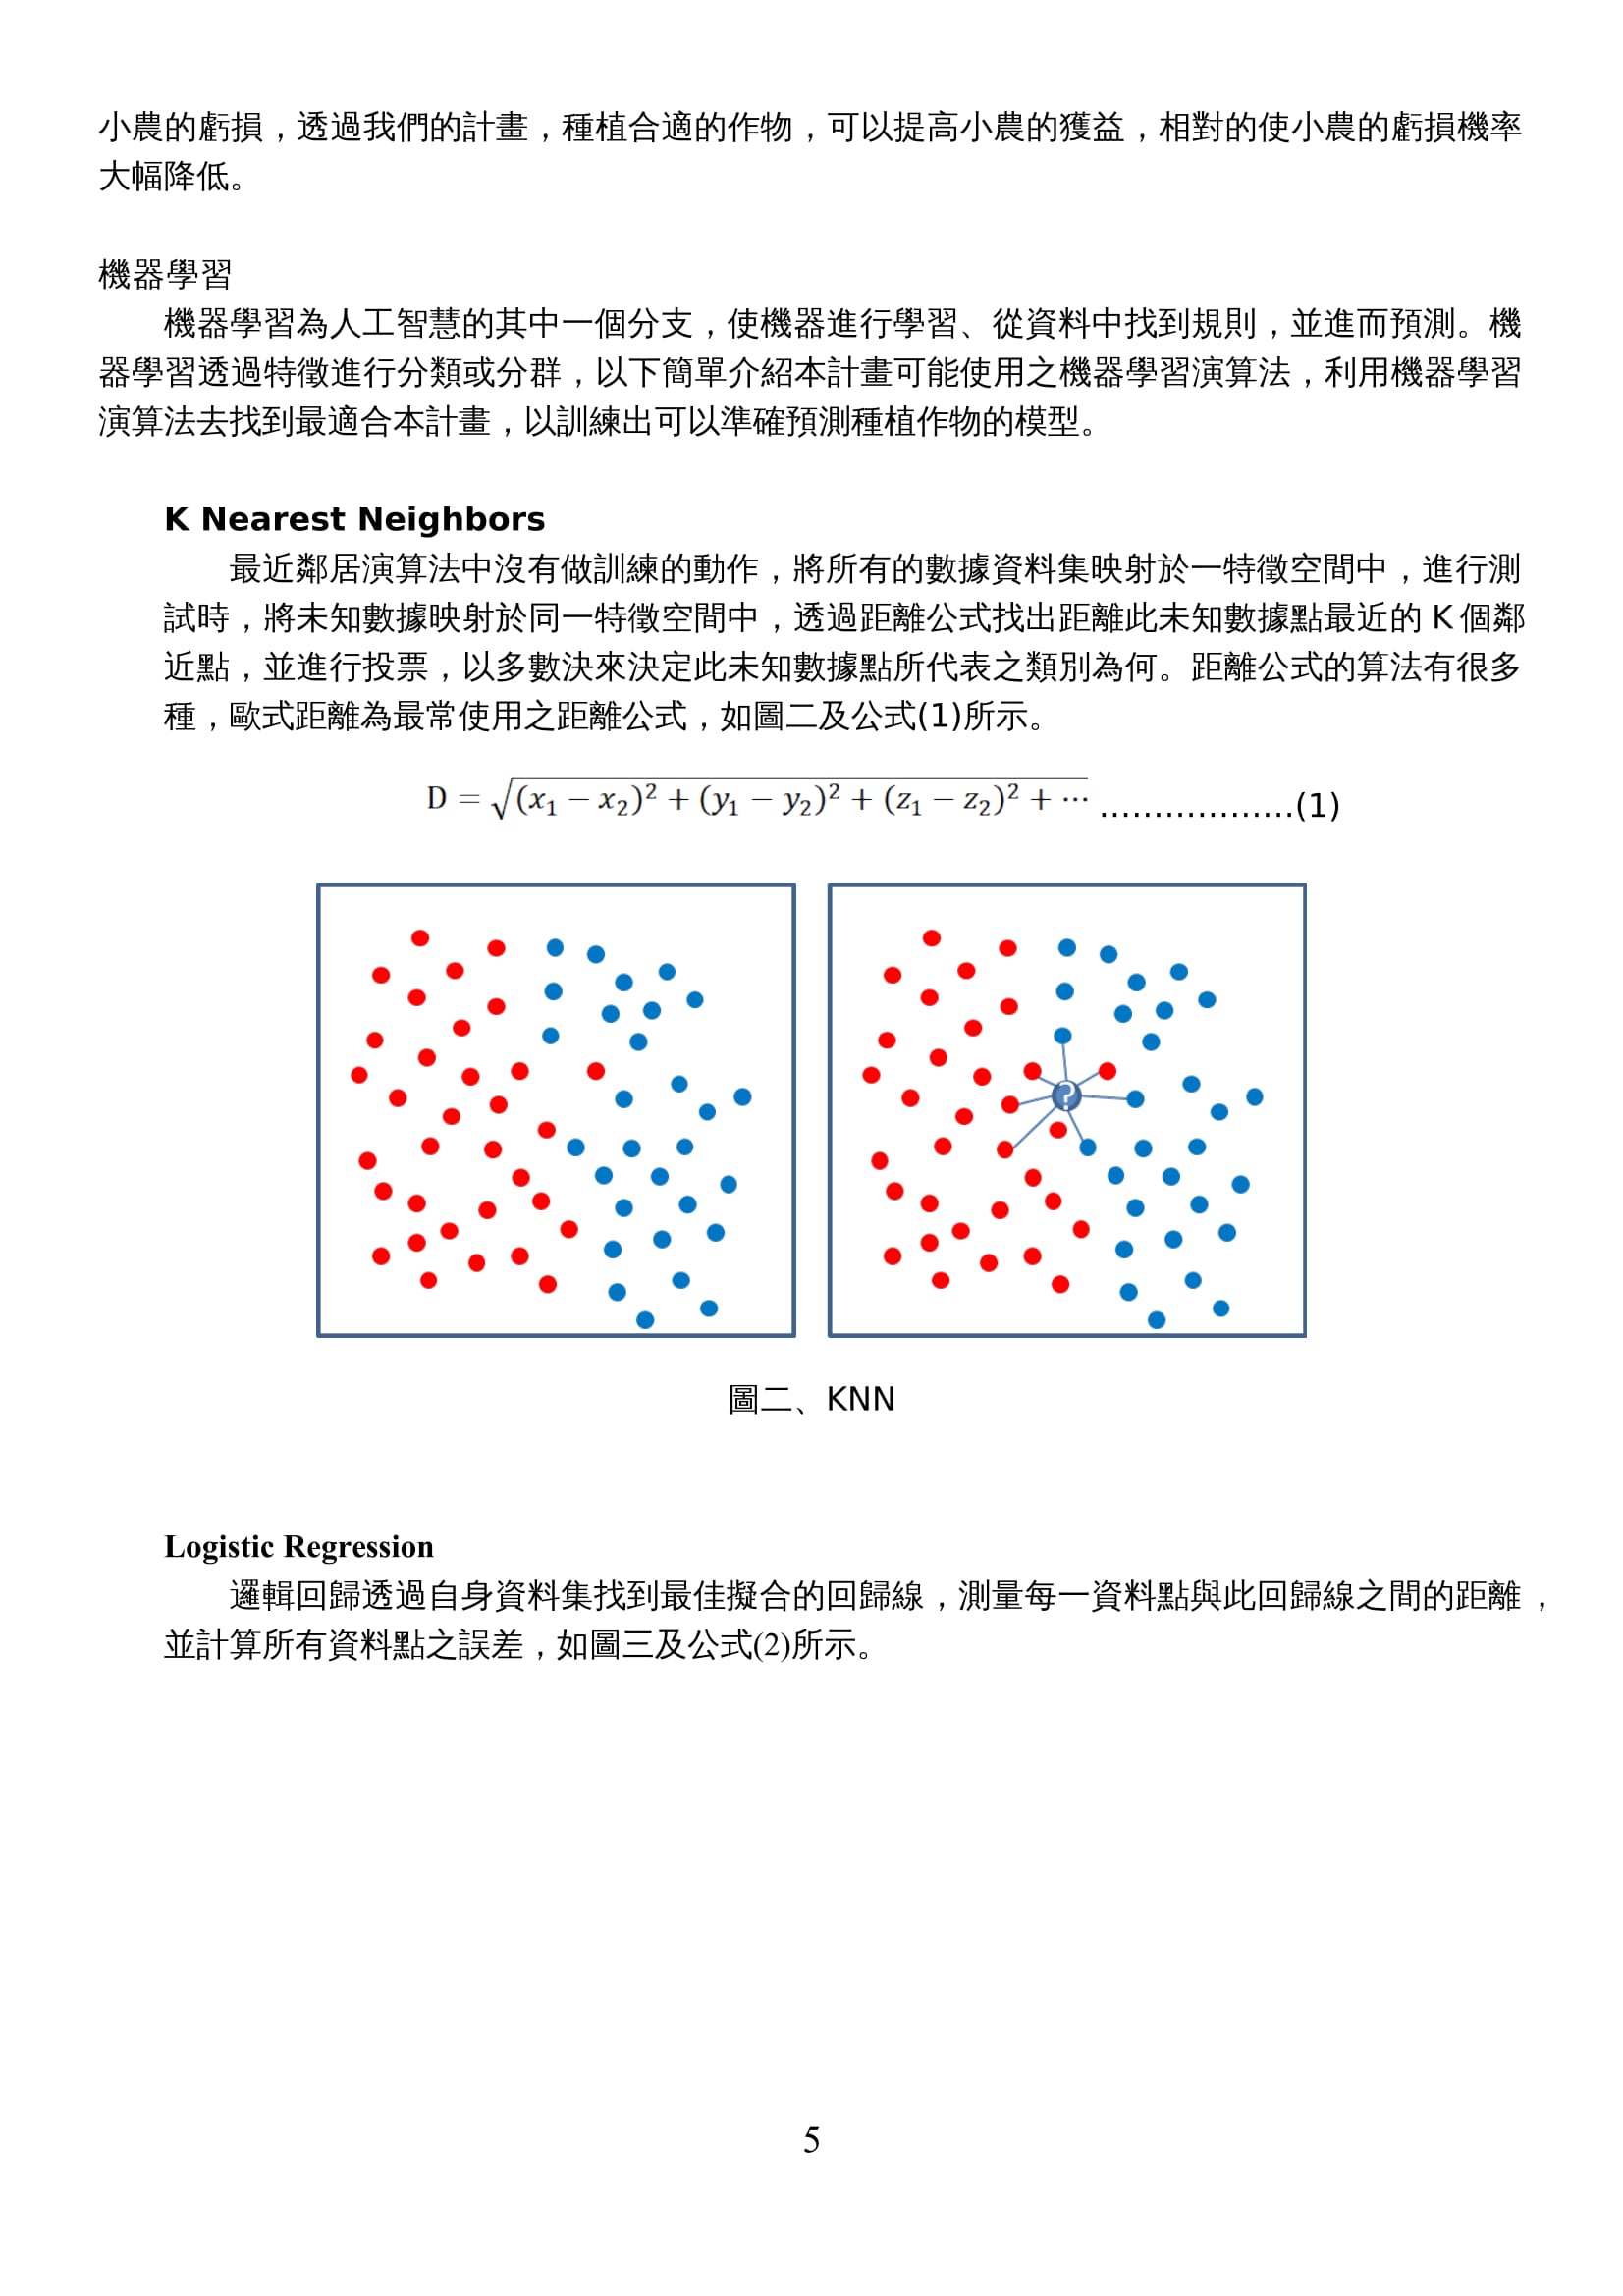 小農的虧損，透過我們的計畫，種植合適的作物，可以提高小農的獲益，相對的使小農的虧損機率
大幅降低。
機器學習
機器學習為人工智慧的其中一個分支，使機器進行學習、從資料中找到規則，並進而預測。機
器學習透過特徵進行分類或分群，以下簡單介紹本計畫可能使用之機器學習演算法，利用機器學習
演算法去找到最適合本計畫，以訓練出可以準確預測種植作物的模型。
K Nearest Neighbors
最近鄰居演算法中沒有做訓練的動作，將所有的數據資料集映射於一特徵空間中，進行測
試時，將未知數據映射於同一特徵空間中，透過距離公式找出距離此未知數據點最近的 K 個鄰
近點，並進行投票，以多數決來決定此未知數據點所代表之類別為何。距離公式的算法有很多
種，歐式距離為最常使用之距離公式，如圖二及公式(1)所示。
D = √(x₁ − x₂)² + (y₁ − y₂)² + (z₁ − z₂)² + ⋯ ………………(1)
?
圖二、KNN
Logistic Regression
邏輯回歸透過自身資料集找到最佳擬合的回歸線，測量每一資料點與此回歸線之間的距離，
並計算所有資料點之誤差，如圖三及公式(2)所示。
5